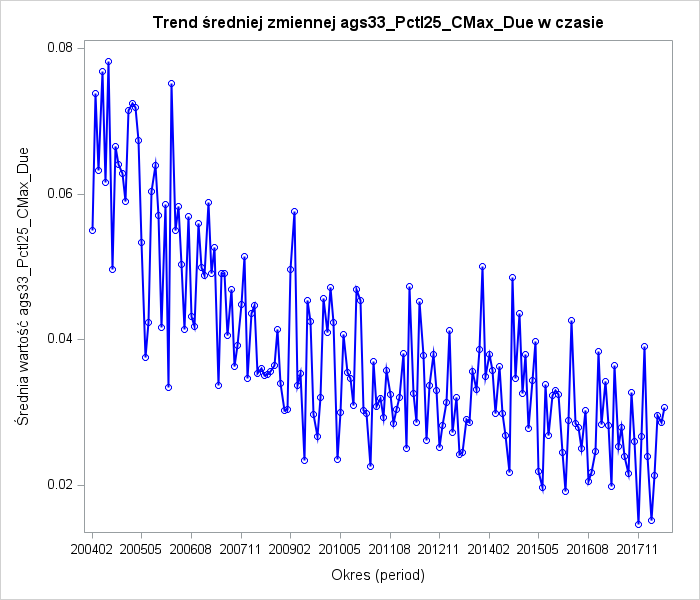 Trend średniej zmiennej ags33_Pctl25_CMax_Due w czasie
Średnia wartość ags33_Pctl25_CMax_Due
0.08
0.06
0.04
0.02
200402 200505 200608 200711 200902 201005 201108 201211 201402 201505 201608 201711
Okres (period)